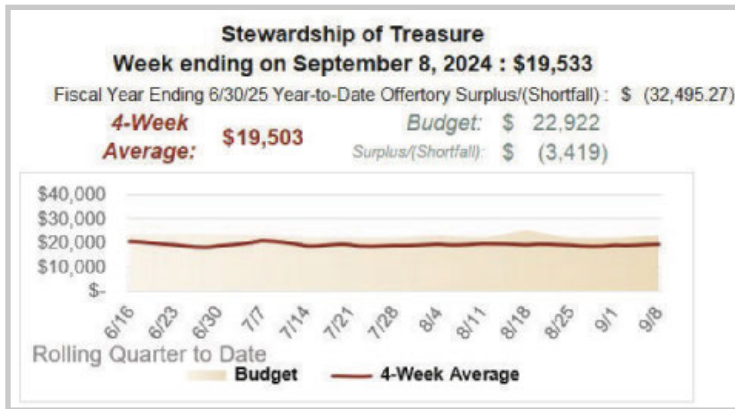 Stewardship of Treasure
Week ending on September 8, 2024 : $19,533
Fiscal Year Ending 6/30/25 Year-to-Date Offertory Surplus/(Shortfall) : $ (32,495.27)
4-Week Average: $19,503
Budget: $ 22,922
Surplus/(Shortfall): $ (3,419)
$40,000
$30,000
$20,000
$10,000
$-
6/16 6/23 6/30 7/7 7/14 7/21 7/28 8/4 8/11 8/18 8/25 9/1 9/8
Rolling Quarter to Date
Budget 4-Week Average